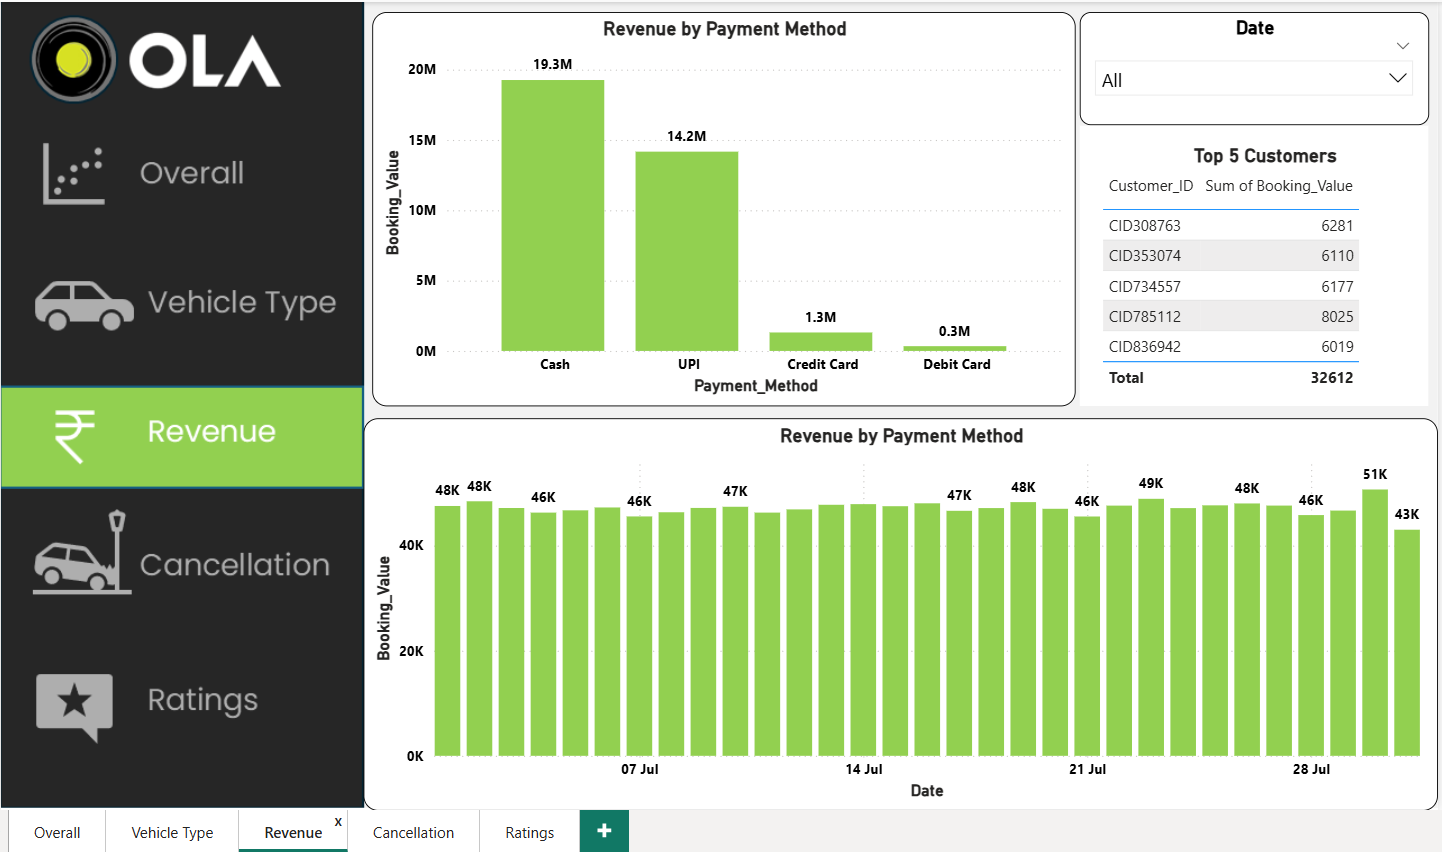 OLA
Overall
Vehicle Type
₹ Revenue
Cancellation
Ratings
Revenue by Payment Method
Booking_Value
20M
15M
10M
5M
0M
19.3M 14.2M 1.3M 0.3M
Cash UPI Credit Card Debit Card
Payment_Method
Date
All
Top 5 Customers
Customer_ID Sum of Booking_Value
CID308763 6281
CID353074 6110
CID734557 6177
CID785112 8025
CID836942 6019
Total 32612
Revenue by Payment Method
Booking_Value
40K
20K
0K
48K 48K 46K 46K 47K 47K 48K 46K 49K 48K 46K 51K 43K
07 Jul 14 Jul 21 Jul 28 Jul
Date
Overall Vehicle Type Revenue x Cancellation Ratings +